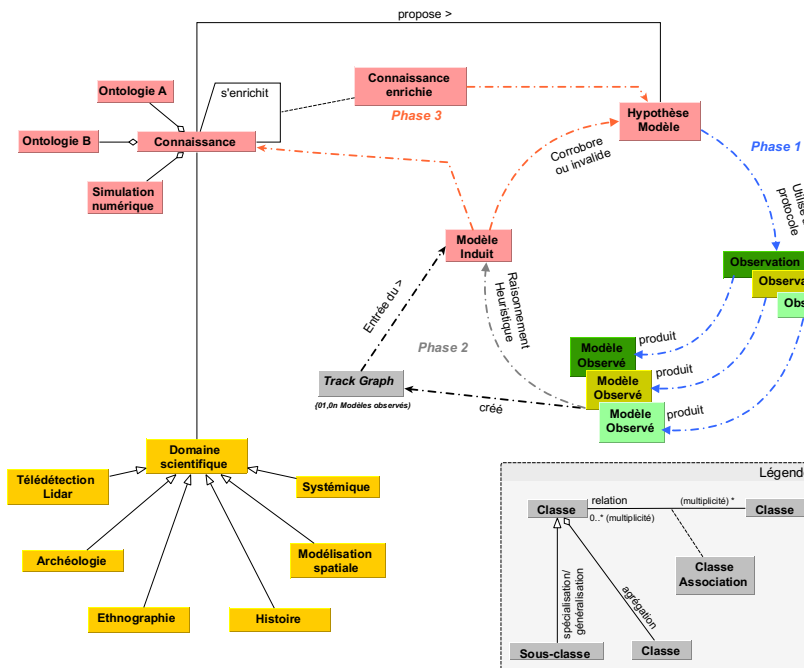 propose >
Ontologie A
s'enrichit
Connaissance
enrichie
Phase 3
Hypothèse
Modèle
Ontologie B
Connaissance
Phase 1
Corrobore
ou invalide
Simulation
numérique
Utilise
protocole
Modèle
Induit
Observation
Entrée du >
Raisonnement
Heuristique
Phase 2
produit
Modèle
Observé
produit
Track Graph
Modèle
Observé
{01,0n Modèles observés)
créé
produit
Modèle
Observé
Domaine
scientifique
Télédétection
Lidar
Systémique
Archéologie
Modélisation
spatiale
Ethnographie
Histoire
Légende
relation
(multiplicité) *
Classe
0..* (multiplicité)
Classe
Classe
Association
spécialisation/
généralisation
agrégation
Sous-classe
Classe